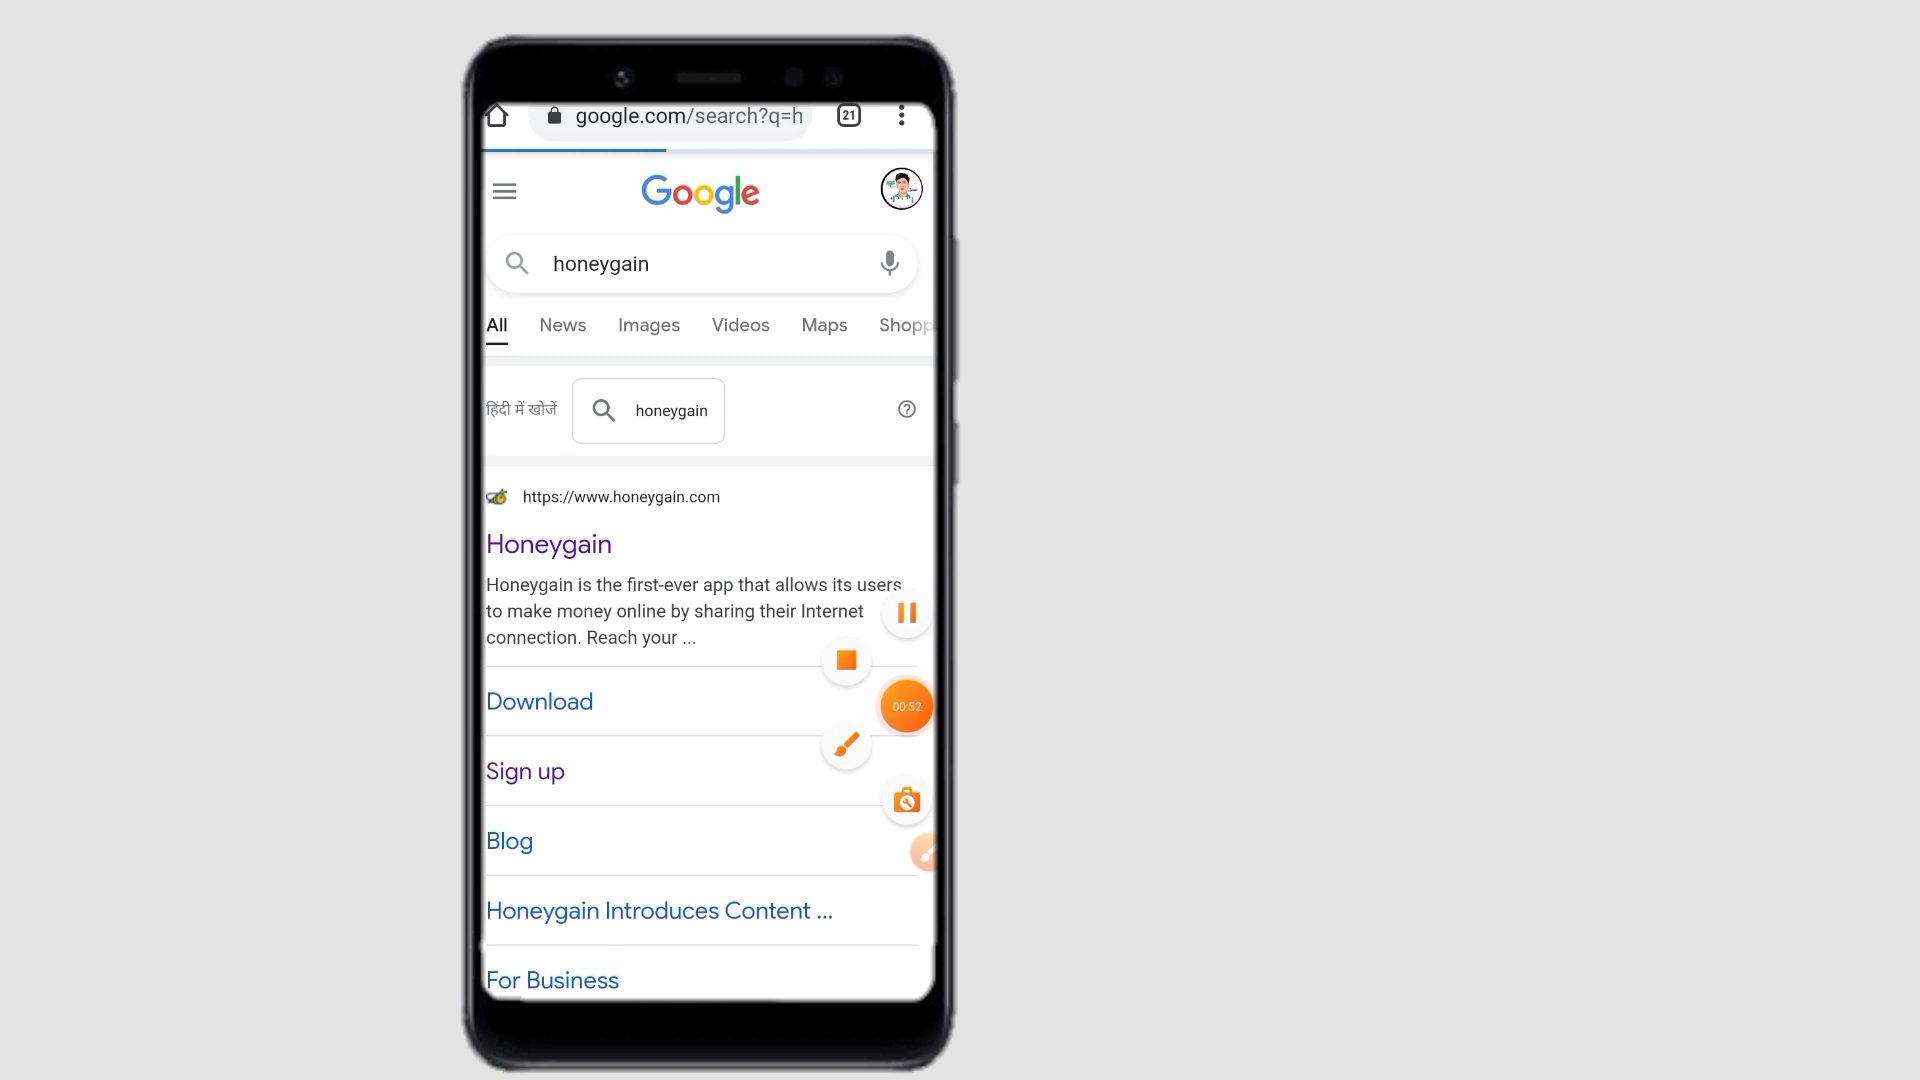 google.com/search?q=h
21
Google
honeygain
All News Images Videos Maps Shopp
हिंदी में खोजें
honeygain
https://www.honeygain.com
Honeygain
Honeygain is the first-ever app that allows its users
to make money online by sharing their Internet
connection. Reach your ...
00:52
Download
Sign up
Blog
Honeygain Introduces Content ...
For Business